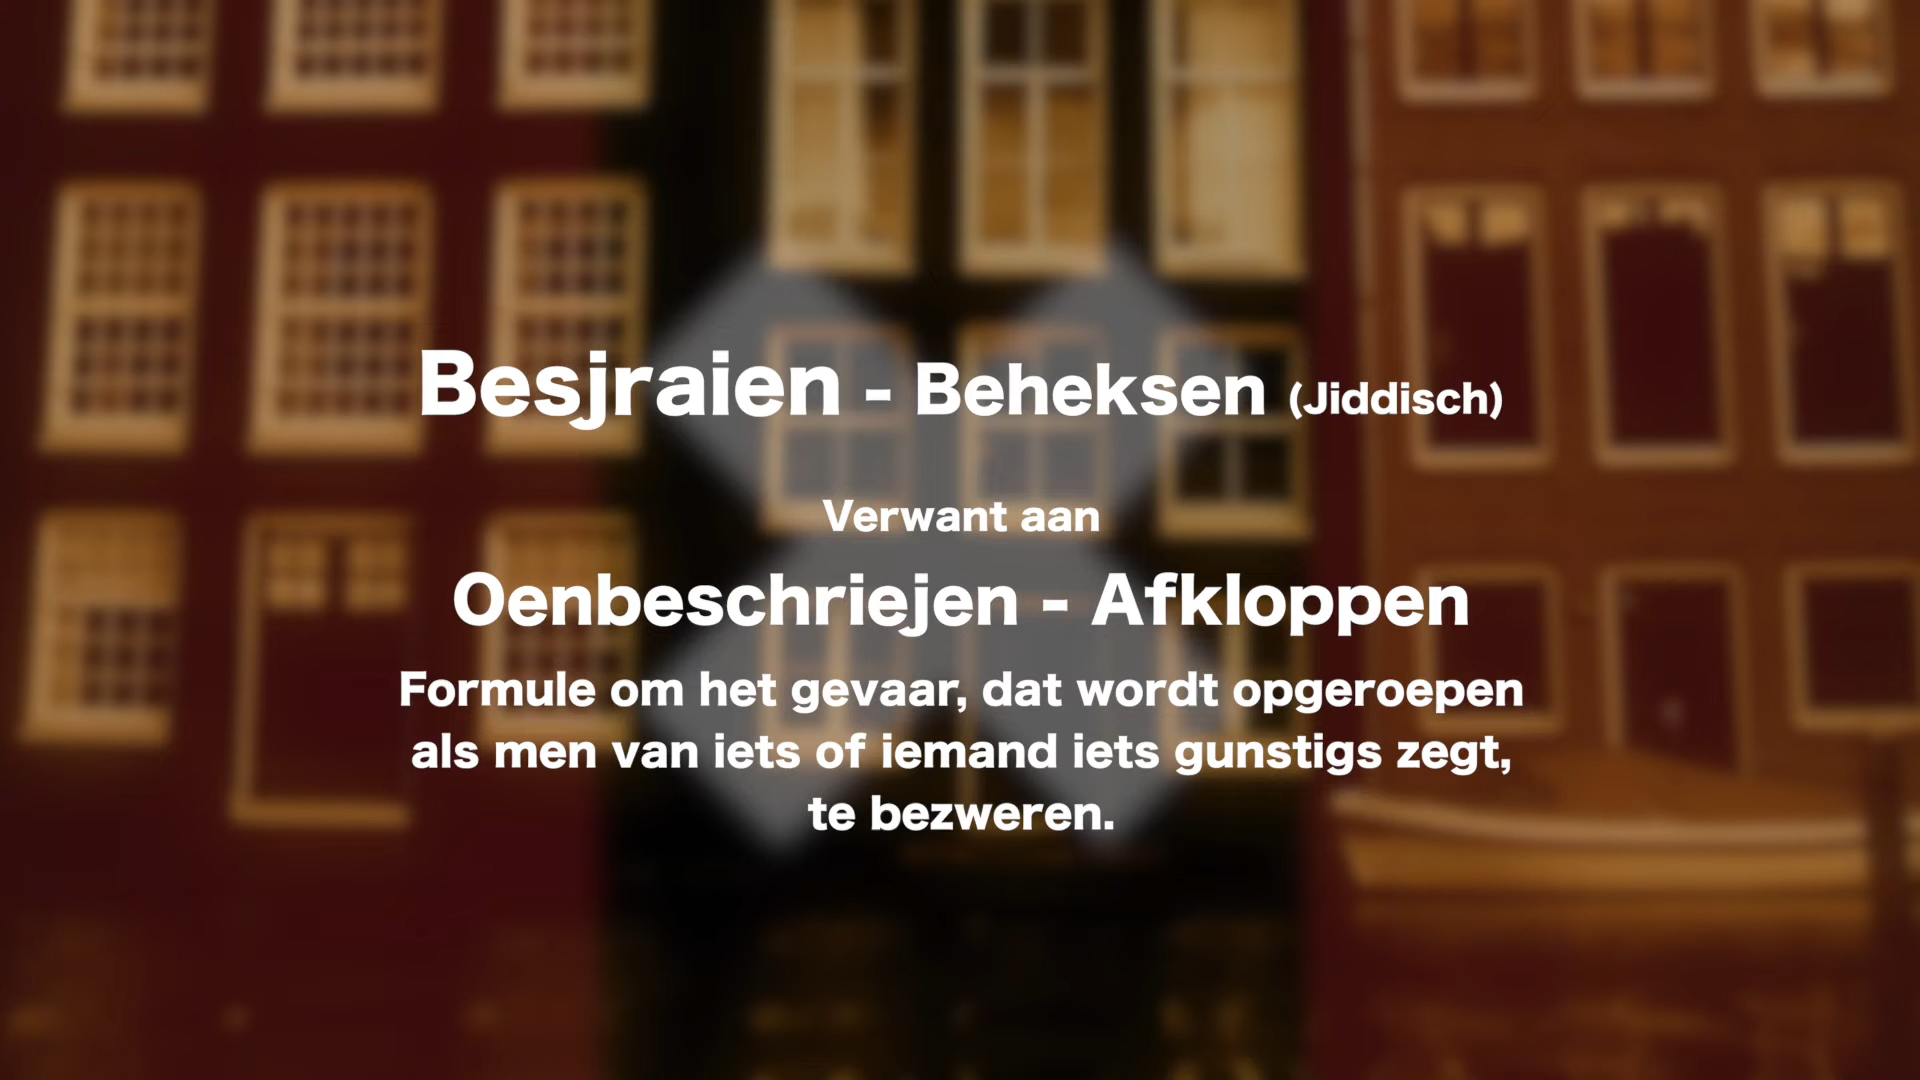 Besjraien - Beheksen (Jiddisch)
Verwant aan
Oenbeschriejen - Afkloppen
Formule om het gevaar, dat wordt opgeroepen
als men van iets of iemand iets gunstigs zegt,
te bezweren.